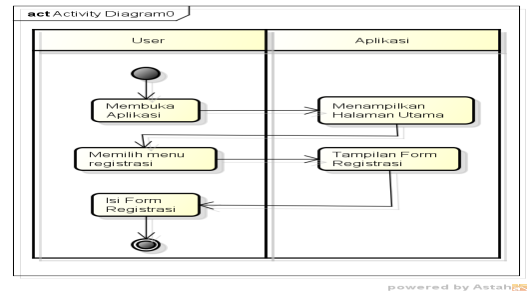 act Activity Diagram0
User
Aplikasi
Membuka
Aplikasi
Menampilkan
Halaman Utama
Memilih menu
registrasi
Tampilan Form
Registrasi
Isi Form
Registrasi
powered by Astah